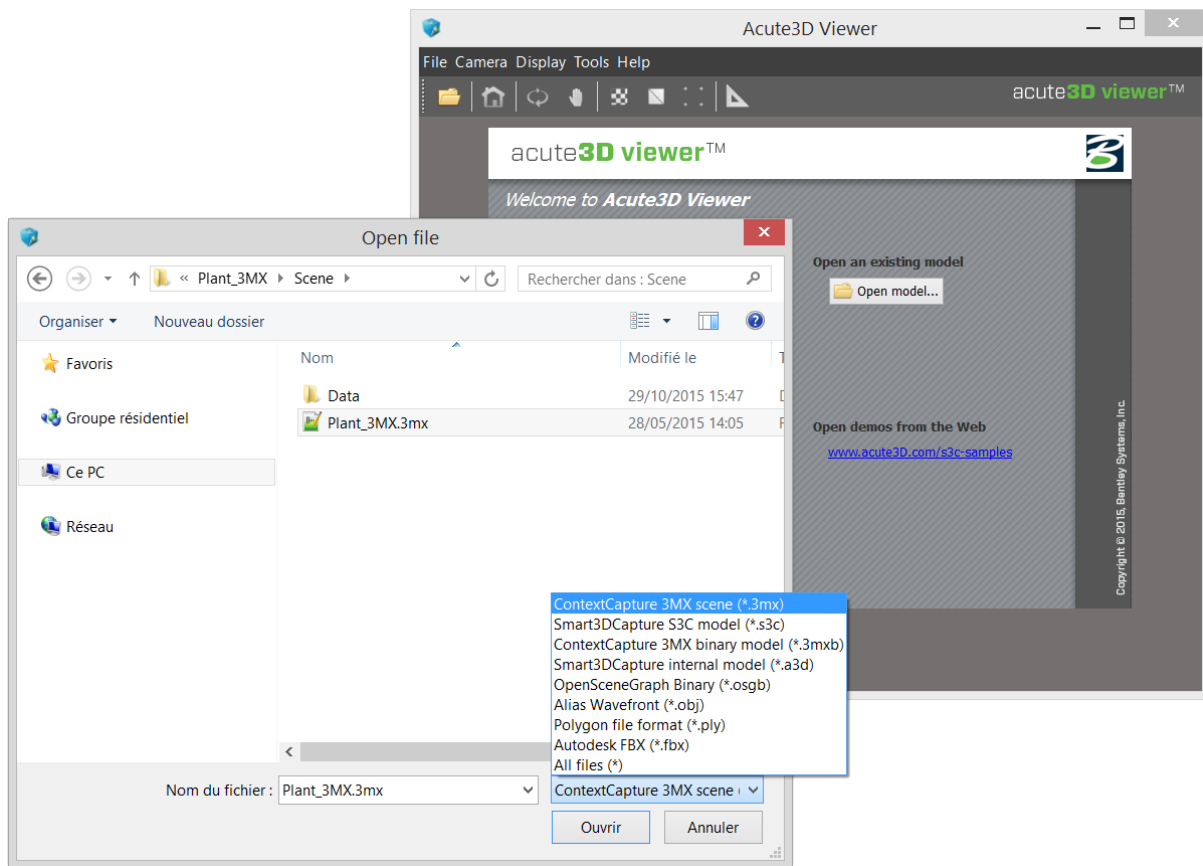 Acute3D Viewer
File Camera Display Tools Help
acute3D viewer™
acute3D viewer™
Welcome to Acute3D Viewer
Open an existing model
Open model...
Open demos from the Web
www.acute3D.com/s3c-samples
Copyright © 2015, Bentley Systems, Inc.
Open file
« Plant_3MX Scene
Rechercher dans : Scene
Organiser Nouveau dossier
Favoris
Groupe résidentiel
Ce PC
Réseau
Nom Modifié le
Data 29/10/2015 15:47
Plant_3MX.3mx 28/05/2015 14:05
ContextCapture 3MX scene (*.3mx)
Smart3DCapture S3C model (*.s3c)
ContextCapture 3MX binary model (*.3mxb)
Smart3DCapture internal model (*.a3d)
OpenSceneGraph Binary (*.osgb)
Alias Wavefront (*.obj)
Polygon file format (*.ply)
Autodesk FBX (*.fbx)
All files (*)
Nom du fichier : Plant_3MX.3mx ContextCapture 3MX scene (
Ouvrir Annuler